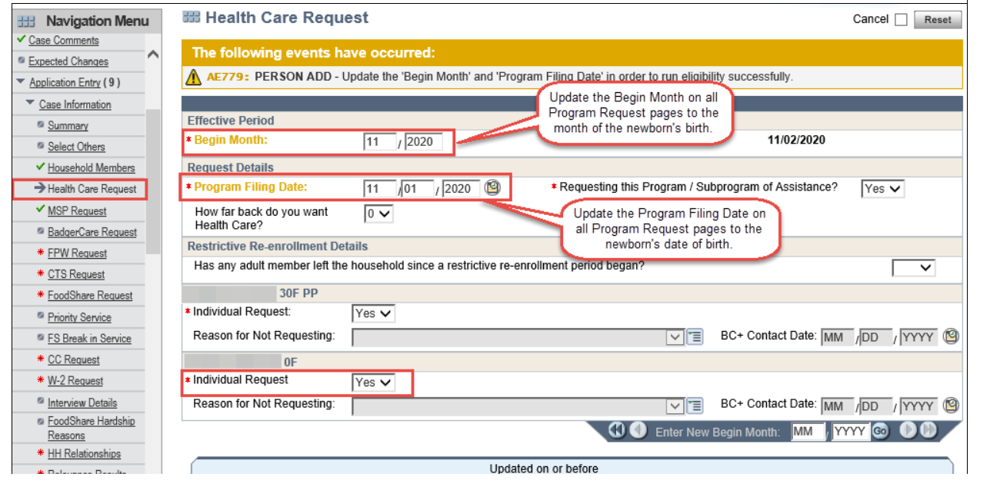 Navigation Menu
Case Comments
Expected Changes
Application Entry ( 9 )
Case Information
Summary
Select Others
Household Members
Health Care Request
MSP Request
BadgerCare Request
* FPW Request
* CTS Request
* FoodShare Request
Priority Service
FS Break in Service
* CC Request
* W-2 Request
Interview Details
FoodShare Hardship
Reasons
* HH Relationships
* Relevance Results
Health Care Request
Cancel Reset
The following events have occurred:
AE779: PERSON ADD - Update the 'Begin Month' and 'Program Filing Date' in order to run eligibility successfully.
Update the Begin Month on all
Program Request pages to the
month of the newborn's birth.
Effective Period
* Begin Month: 11 / 2020 11/02/2020
Request Details
* Program Filing Date: 11 / 01 / 2020 * Requesting this Program / Subprogram of Assistance? Yes
How far back do you want
Health Care? 0
Update the Program Filing Date on
all Program Request pages to the
newborn's date of birth.
Restrictive Re-enrollment Details
Has any adult member left the household since a restrictive re-enrollment period began?
30F PP
* Individual Request: Yes
Reason for Not Requesting: BC+ Contact Date: MM / DD / YYYY
0F
* Individual Request Yes
Reason for Not Requesting: BC+ Contact Date: MM / DD / YYYY
Enter New Begin Month: MM / YYYY Go
Updated on or before